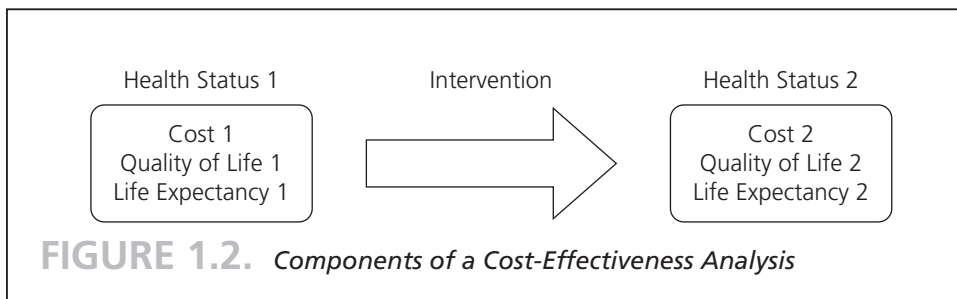 Health Status 1
Intervention
Health Status 2
Cost 1
Quality of Life 1
Life Expectancy 1
Cost 2
Quality of Life 2
Life Expectancy 2
FIGURE 1.2. Components of a Cost-Effectiveness Analysis